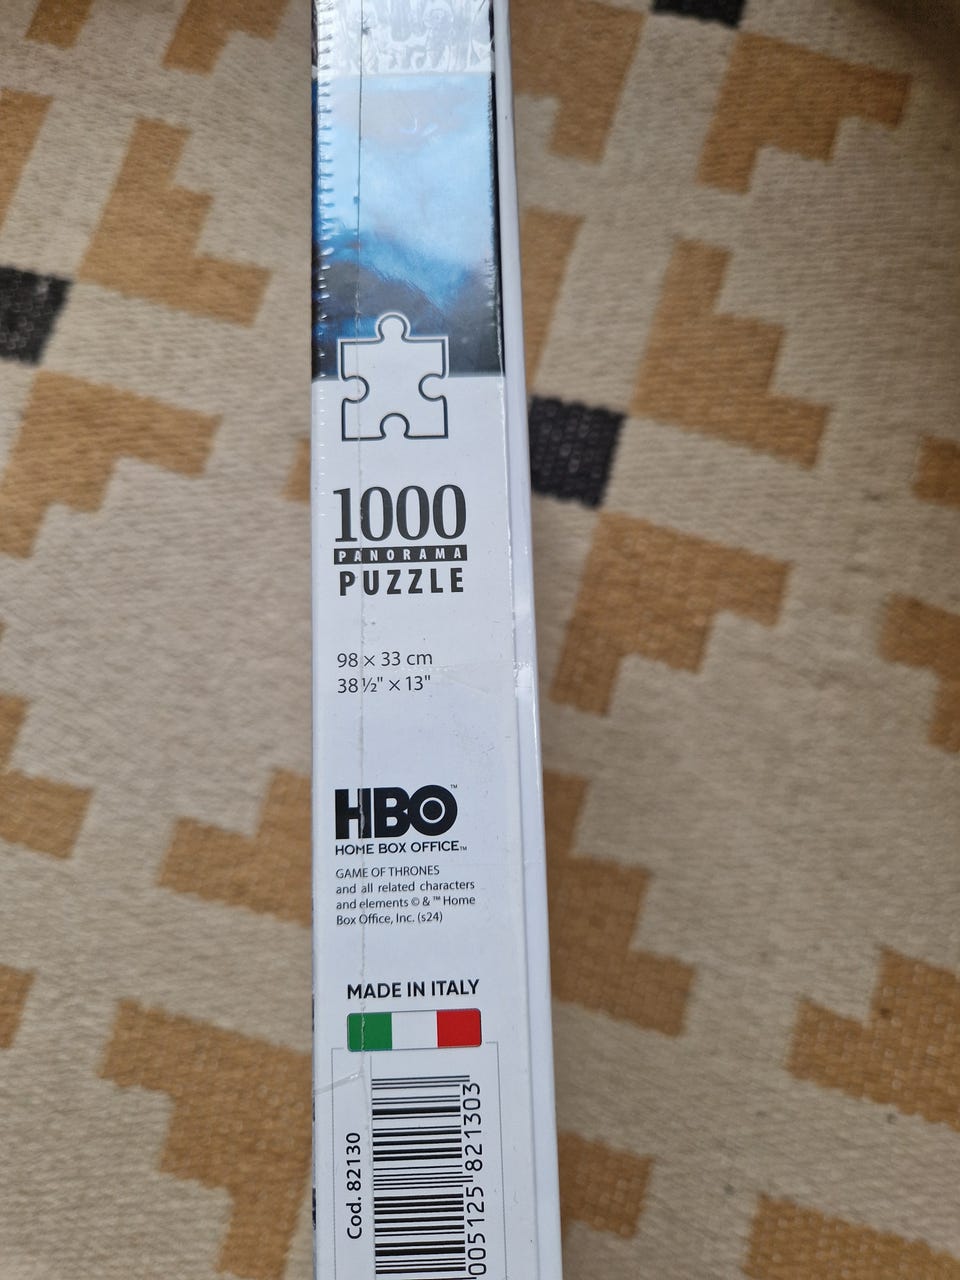 1000
PANORAMA
PUZZLE
98 × 33 cm
38 ½" × 13"
HBO™
HOME BOX OFFICE™
GAME OF THRONES
and all related characters
and elements © & ™ Home
Box Office, Inc. (s24)
MADE IN ITALY
Cod. 82130
005125 821303